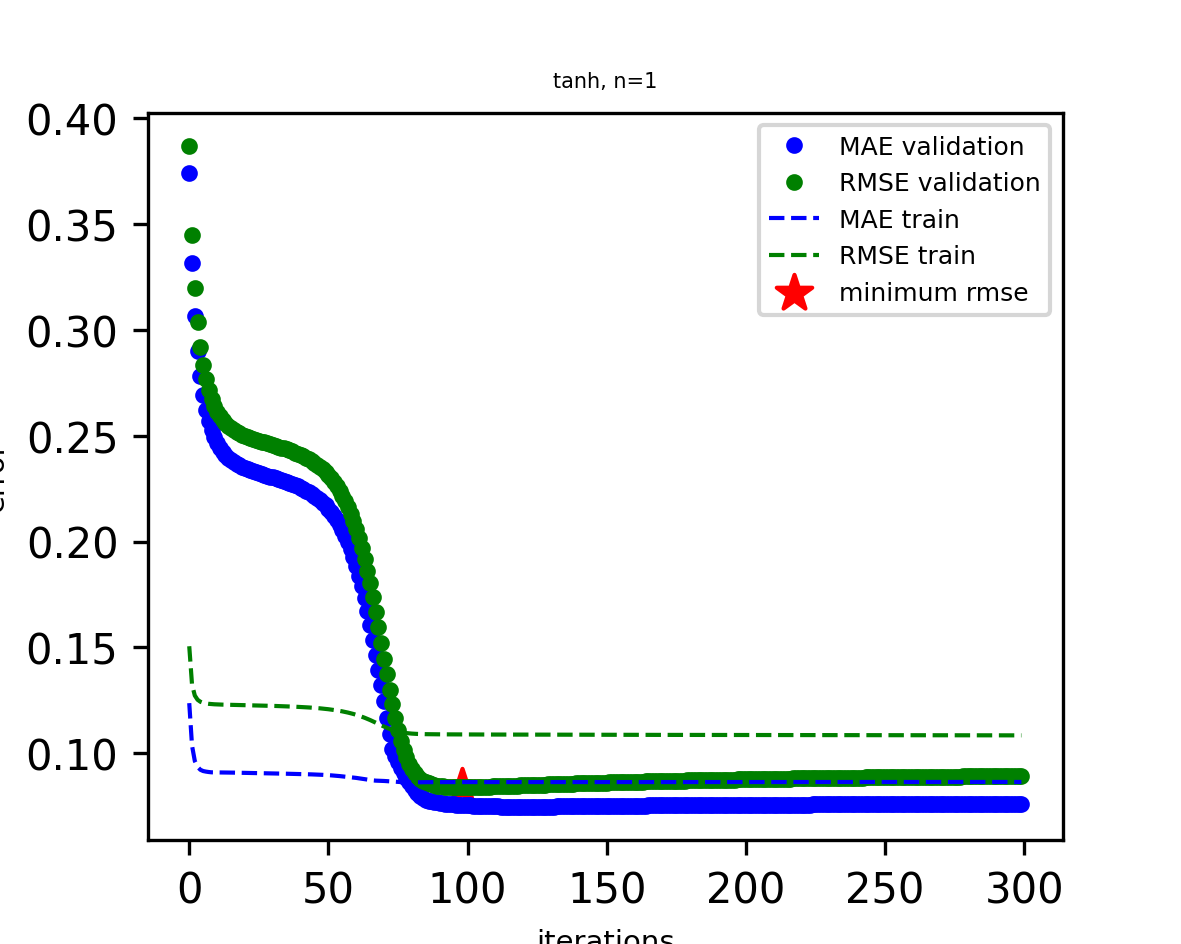 tanh, n=1
0.40
0.35
0.30
0.25
0.20
0.15
0.10
MAE validation
RMSE validation
MAE train
RMSE train
minimum rmse
0 50 100 150 200 250 300
iterations